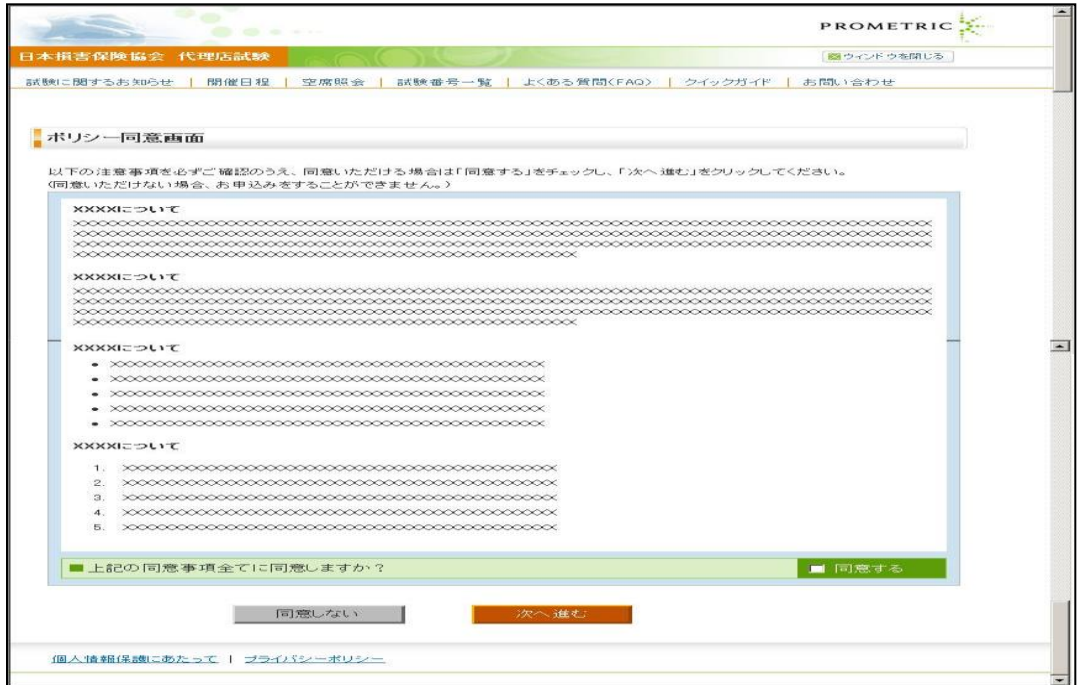 PROMETRIC
日本損害保険協会 代理店試験
ウィンドウを閉じる
試験に関するお知らせ | 開催日程 | 空席照会 | 試験番号一覧 | よくある質問(FAQ) | クイックガイド | お問い合わせ
ポリシー同意画面
以下の注意事項を必ずご確認のうえ、同意いただける場合は「同意する」をチェックし、「次へ進む」をクリックしてください。
(同意いただけない場合、お申込みをすることができません。)
XXXXについて
XXXXについて
XXXXについて
XXXXについて
1.
2.
3.
4.
5.
上記の同意事項全てに同意しますか?
同意する
同意しない
次へ進む
個人情報保護にあたって | プライバシーポリシー